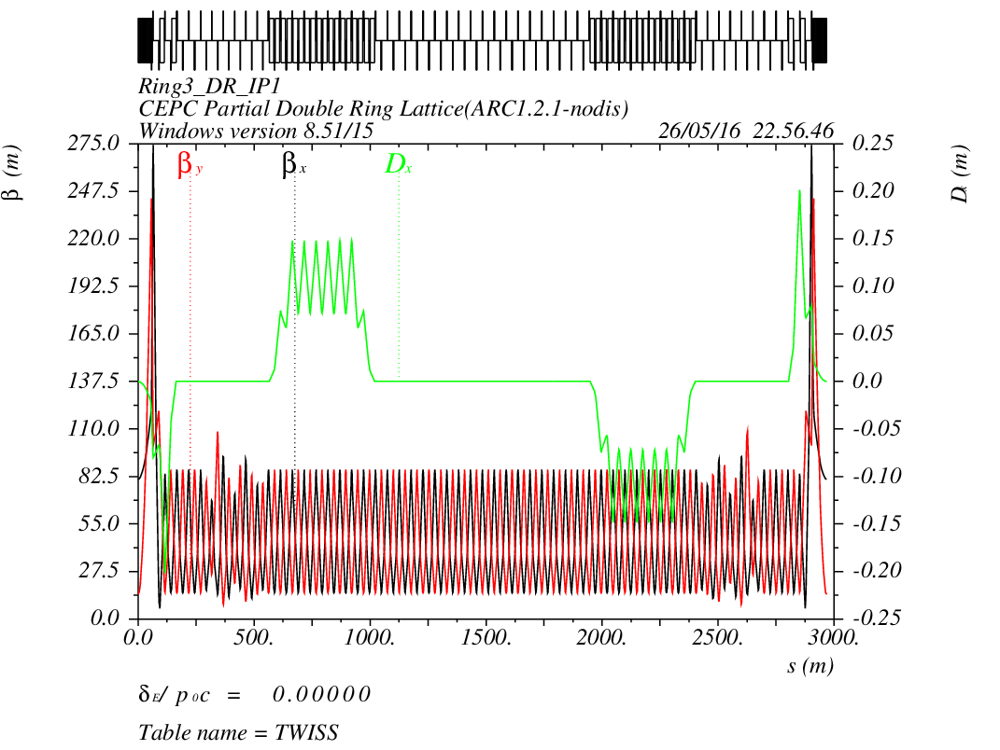 Ring3_DR_IP1
CEPC Partial Double Ring Lattice(ARC1.2.1-nodis)
Windows version 8.51/15 26/05/16 22.56.46
β (m)
275.0
247.5
220.0
192.5
165.0
137.5
110.0
82.5
55.0
27.5
0.0
βy βx Dx
0.25
0.20
0.15
0.10
0.05
0.0
-0.05
-0.10
-0.15
-0.20
-0.25
Dx (m)
0.0 500. 1000. 1500. 2000. 2500. 3000.
s (m)
δE/ p0c = 0.00000
Table name = TWISS